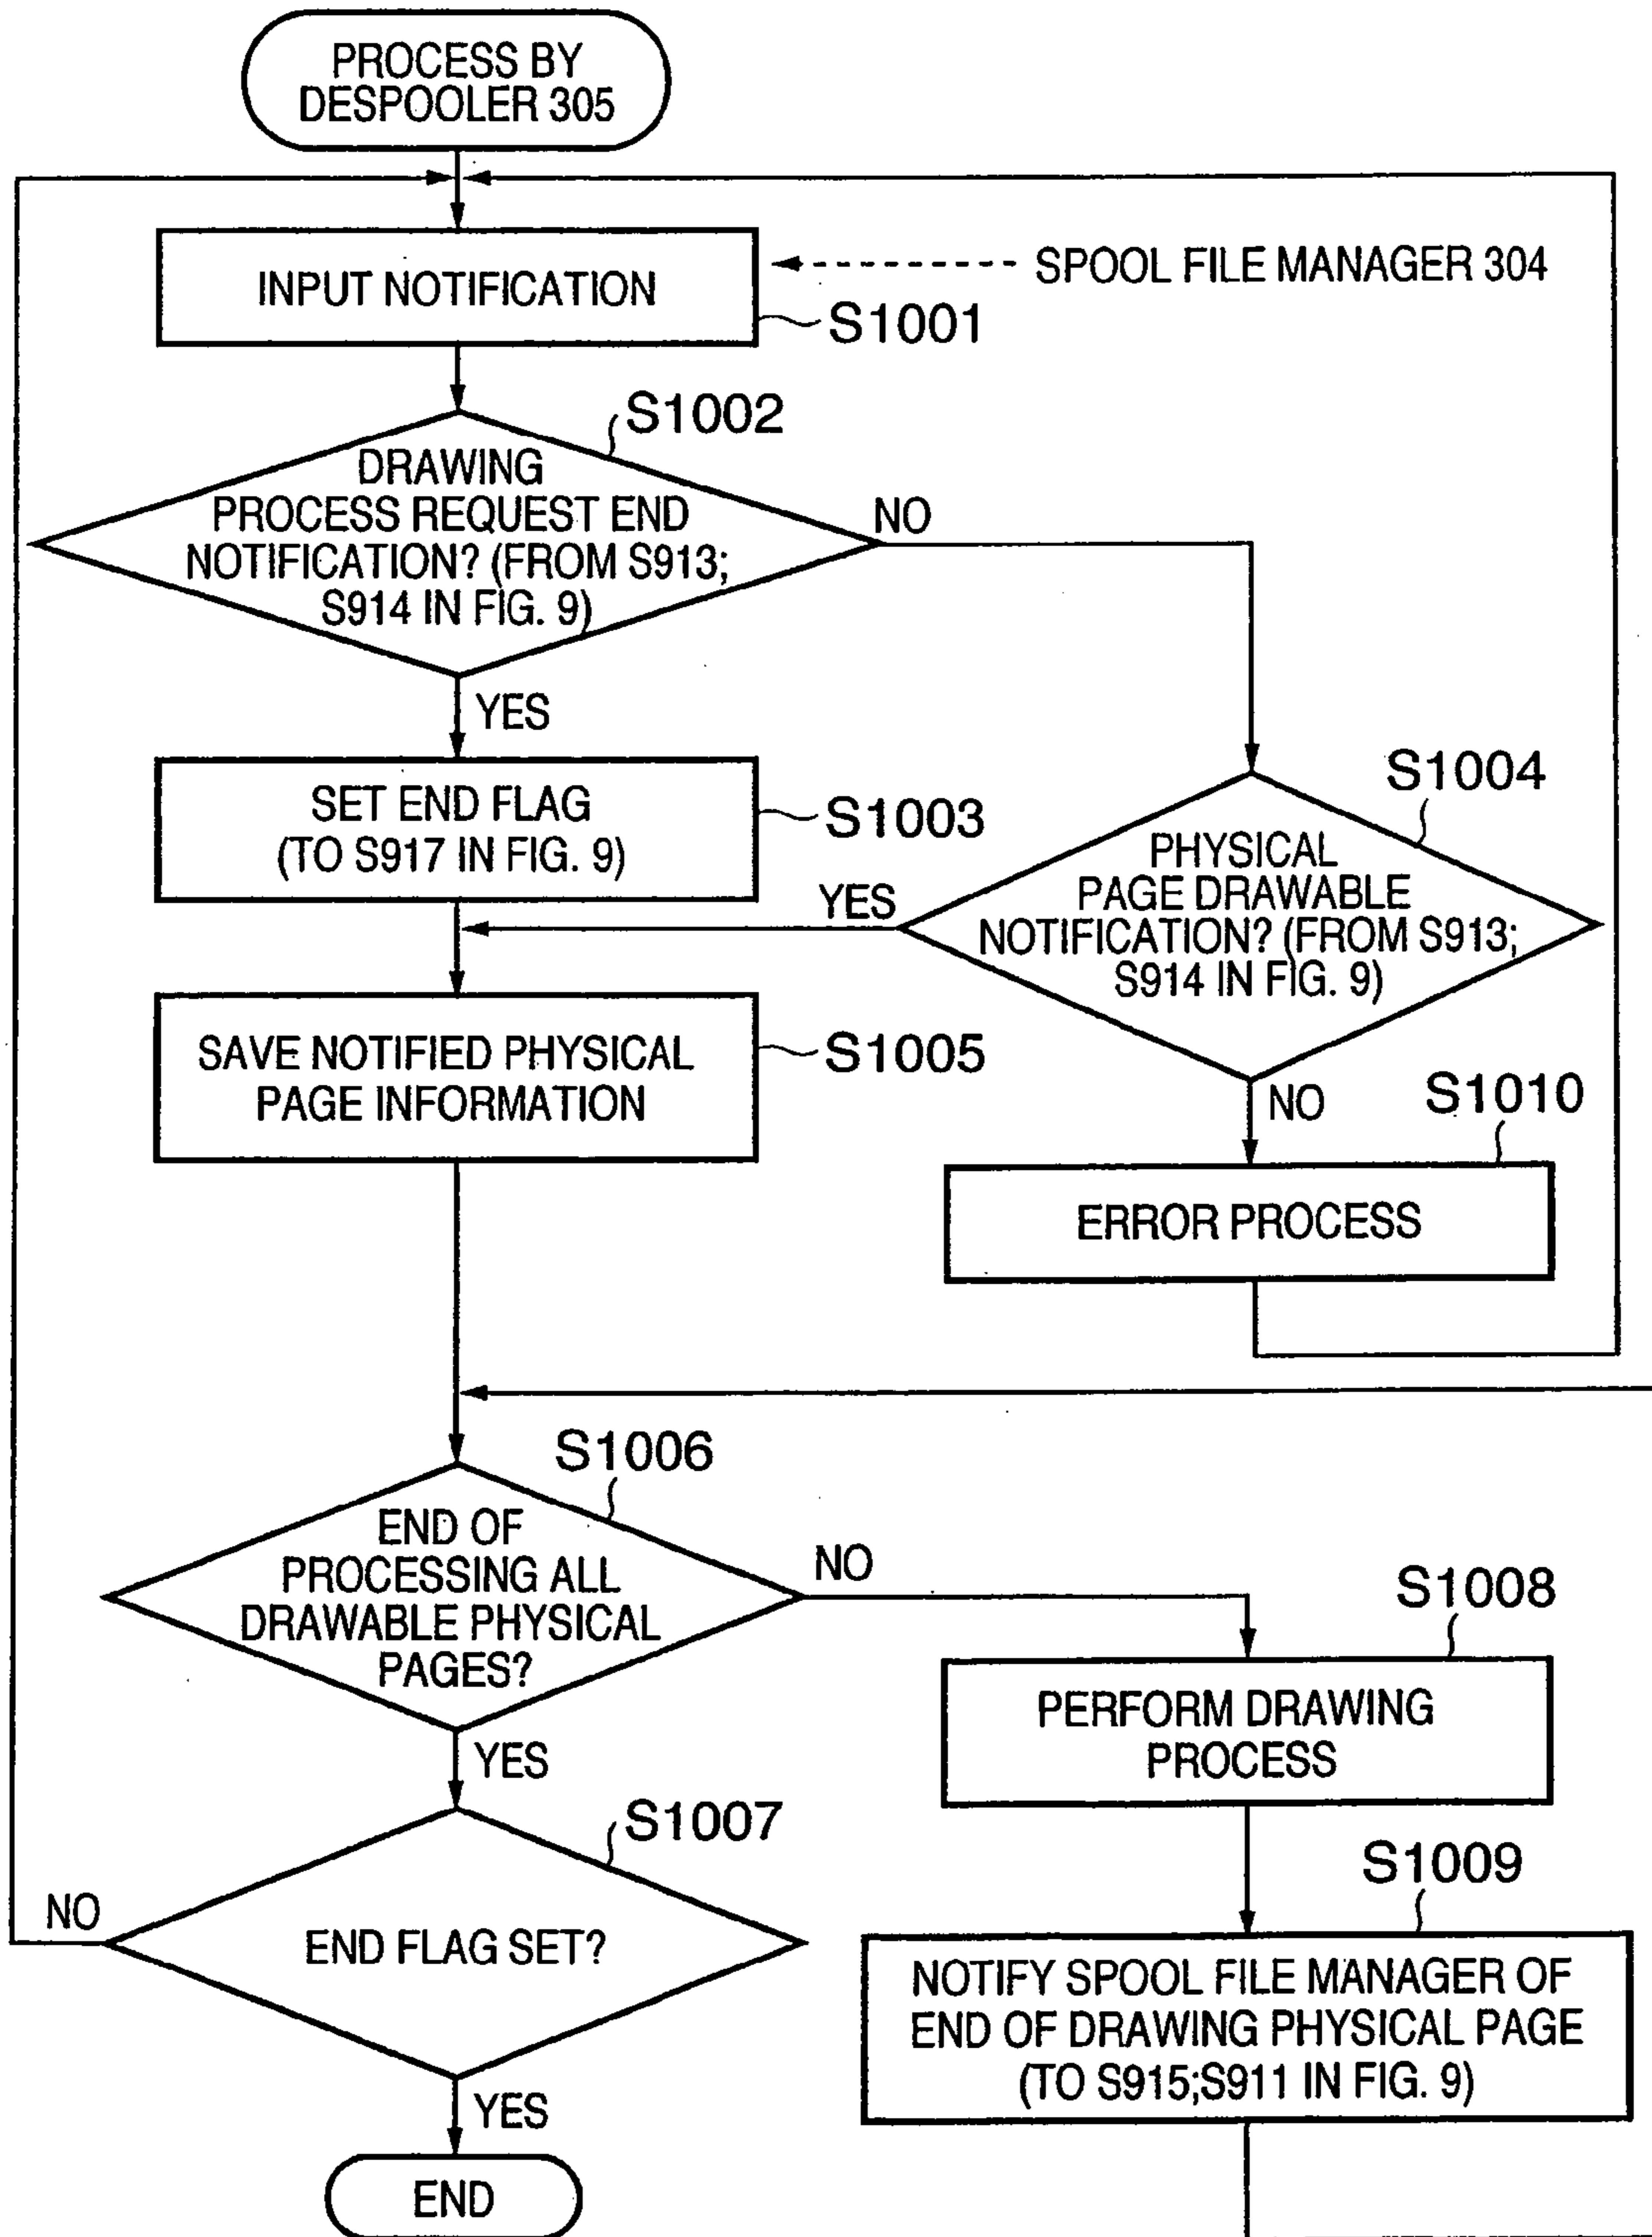 PROCESS BY
DESPOOLER 305
INPUT NOTIFICATION
SPOOL FILE MANAGER 304
S1001
S1002
DRAWING
PROCESS REQUEST END
NOTIFICATION? (FROM S913;
S914 IN FIG. 9)
NO
YES
SET END FLAG
(TO S917 IN FIG. 9)
S1003
S1004
PHYSICAL
PAGE DRAWABLE
NOTIFICATION? (FROM S913;
S914 IN FIG. 9)
YES
NO
SAVE NOTIFIED PHYSICAL
PAGE INFORMATION
S1005
S1010
ERROR PROCESS
S1006
END OF
PROCESSING ALL
DRAWABLE PHYSICAL
PAGES?
NO
YES
S1008
PERFORM DRAWING
PROCESS
S1007
END FLAG SET?
NO
YES
S1009
NOTIFY SPOOL FILE MANAGER OF
END OF DRAWING PHYSICAL PAGE
(TO S915;S911 IN FIG. 9)
END